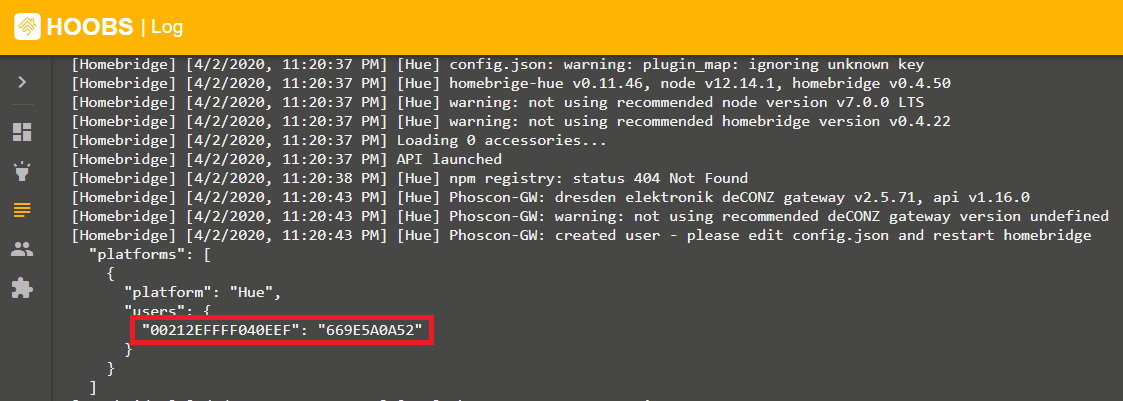 HOOBS | Log
[Homebridge] [4/2/2020, 11:20:37 PM] [Hue] config.json: warning: plugin_map: ignoring unknown key
[Homebridge] [4/2/2020, 11:20:37 PM] [Hue] homebrige-hue v0.11.46, node v12.14.1, homebridge v0.4.50
[Homebridge] [4/2/2020, 11:20:37 PM] [Hue] warning: not using recommended node version v7.0.0 LTS
[Homebridge] [4/2/2020, 11:20:37 PM] [Hue] warning: not using recommended homebridge version v0.4.22
[Homebridge] [4/2/2020, 11:20:37 PM] Loading 0 accessories...
[Homebridge] [4/2/2020, 11:20:37 PM] API launched
[Homebridge] [4/2/2020, 11:20:38 PM] [Hue] npm registry: status 404 Not Found
[Homebridge] [4/2/2020, 11:20:43 PM] [Hue] Phoscon-GW: dresden elektronik deCONZ gateway v2.5.71, api v1.16.0
[Homebridge] [4/2/2020, 11:20:43 PM] [Hue] Phoscon-GW: warning: not using recommended deCONZ gateway version undefined
[Homebridge] [4/2/2020, 11:20:43 PM] [Hue] Phoscon-GW: created user - please edit config.json and restart homebridge
"platforms": [
{
"platform": "Hue",
"users": {
"00212EFFFF040EEF": "669E5A0A52"
}
}
]